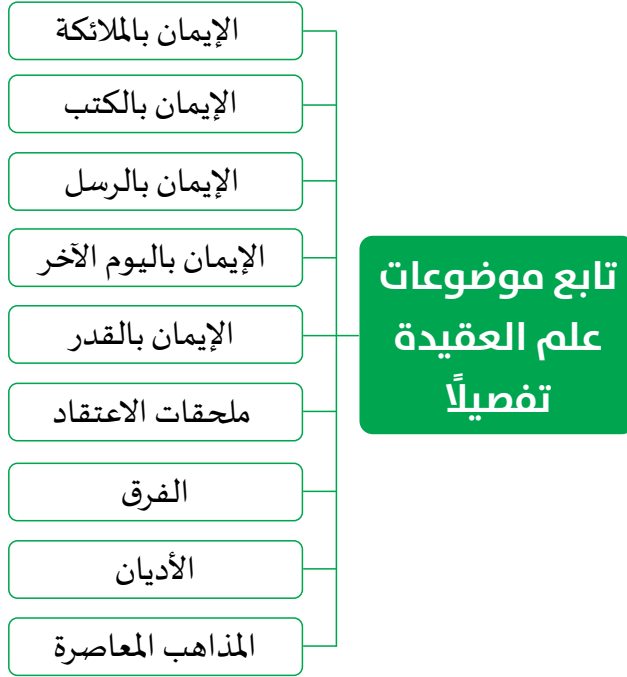 تابع موضوعات
علم العقيدة
تفصيلًا
الإيمان بالملائكة
الإيمان بالكتب
الإيمان بالرسل
الإيمان باليوم الآخر
الإيمان بالقدر
ملحقات الاعتقاد
الفرق
الأديان
المذاهب المعاصرة